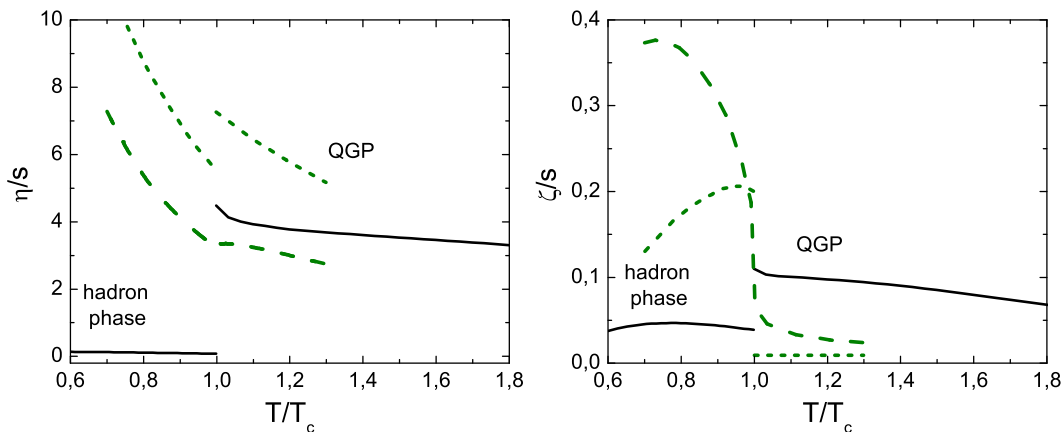 10
8
6
4
2
0
η/s
QGP
hadron
phase
0,6 0,8 1,0 1,2 1,4 1,6 1,8
T/Tc
0,4
0,3
0,2
0,1
0,0
ζ/s
QGP
hadron
phase
0,6 0,8 1,0 1,2 1,4 1,6 1,8
T/Tc